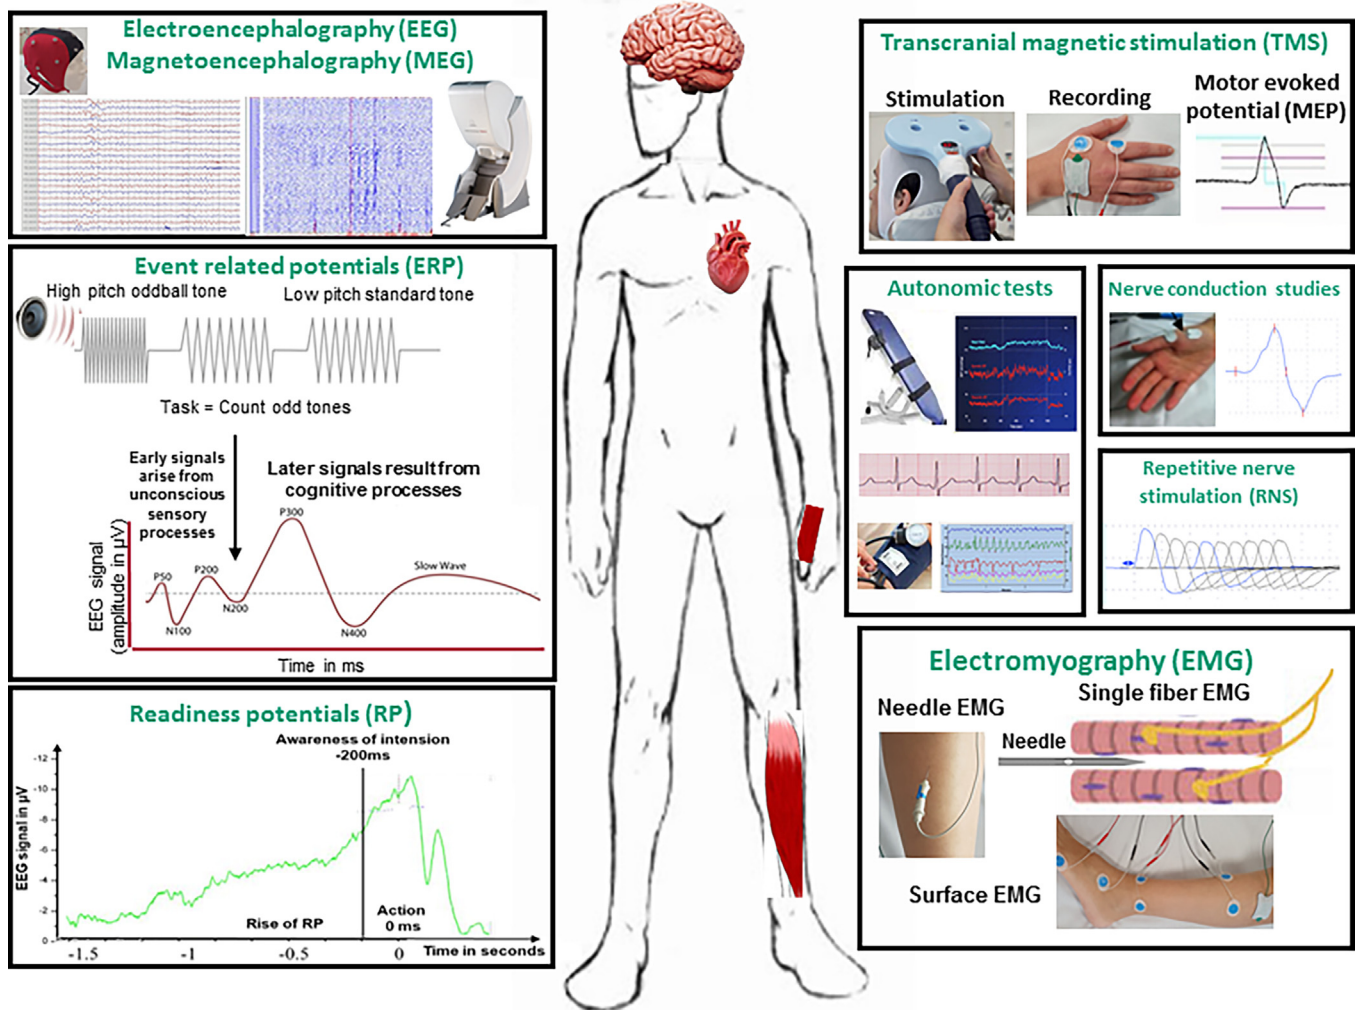 Electroencephalography (EEG)
Magnetoencephalography (MEG)
Event related potentials (ERP)
High pitch oddball tone
Low pitch standard tone
Task = Count odd tones
Early signals
arise from
unconscious
sensory
processes
Later signals result from
cognitive processes
P300
P50
P200
Slow Wave
N200
N100
N400
EEG signal
(amplitude in µV)
Time in ms
Readiness potentials (RP)
Awareness of intension
-200ms
EEG signal in µV
-12
-10
-8
-6
-4
-2
0
Rise of RP
Action
0 ms
Time in seconds
-1.5
-1
-0.5
0
Transcranial magnetic stimulation (TMS)
Stimulation
Recording
Motor evoked
potential (MEP)
Autonomic tests
Nerve conduction studies
Repetitive nerve
stimulation (RNS)
Electromyography (EMG)
Needle EMG
Single fiber EMG
Needle
Surface EMG